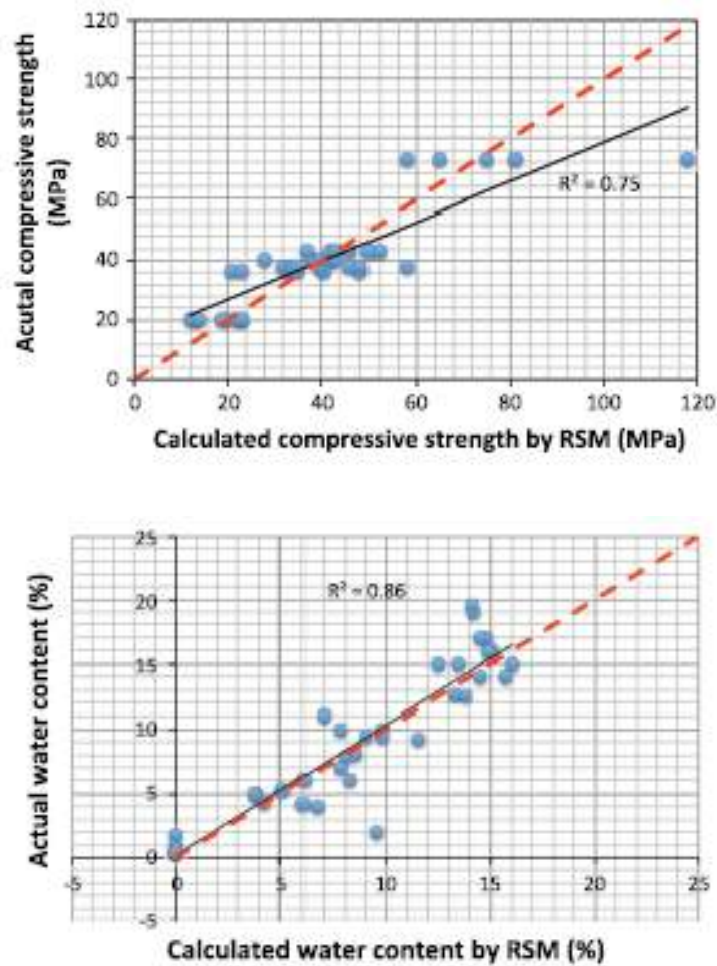 120
100
80
60
40
20
0
Acutal compressive strength
(MPa)
R² = 0.75
0 20 40 60 80 100 120
Calculated compressive strength by RSM (MPa)
25
20
15
10
5
0
-5
Actual water content (%)
R² = 0.86
-5 0 5 10 15 20 25
Calculated water content by RSM (%)